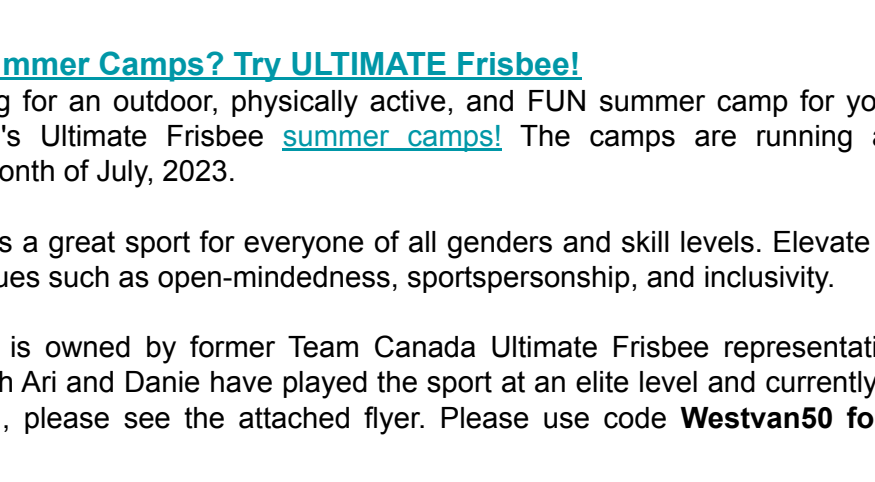 mmer Camps? Try ULTIMATE Frisbee!
g for an outdoor, physically active, and FUN summer camp for yo
's Ultimate Frisbee summer camps! The camps are running a
onth of July, 2023.
s a great sport for everyone of all genders and skill levels. Elevate
ues such as open-mindedness, sportspersonship, and inclusivity.
is owned by former Team Canada Ultimate Frisbee representati
h Ari and Danie have played the sport at an elite level and currently
, please see the attached flyer. Please use code Westvan50 fo